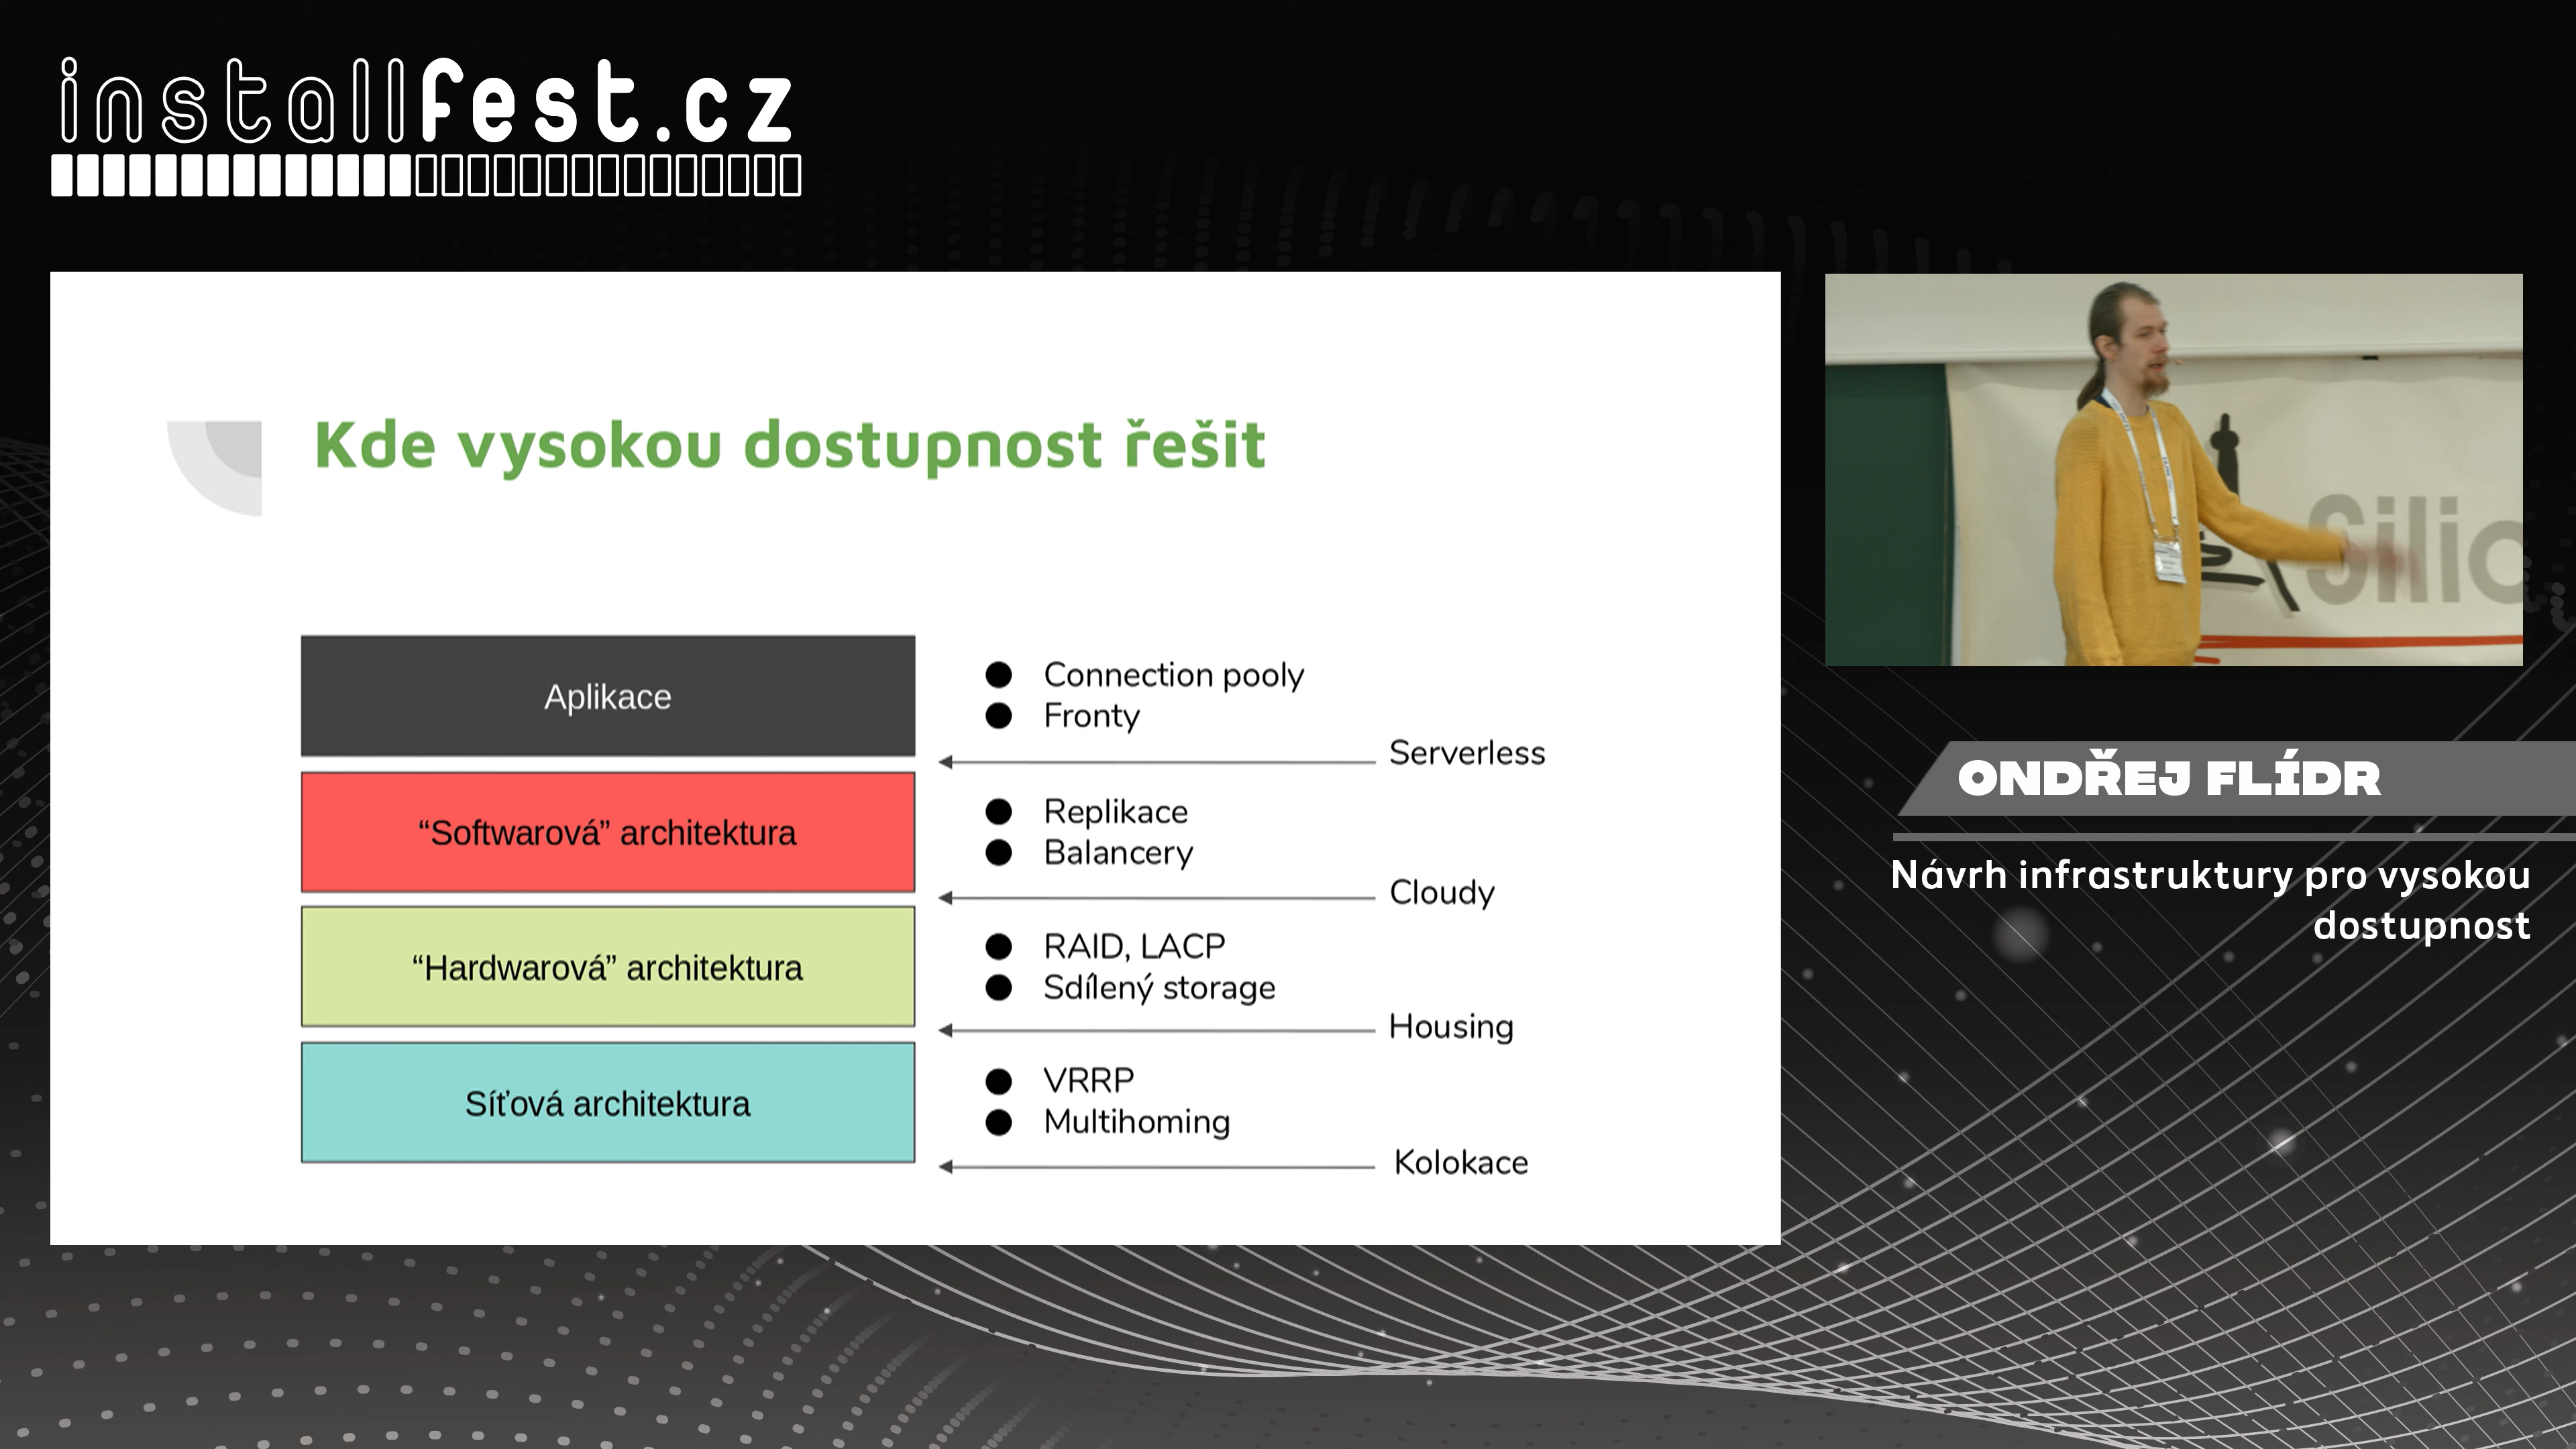 installfest.cz
Kde vysokou dostupnost řešit
Aplikace
Connection pooly
Fronty
Serverless
“Softwarová” architektura
Replikace
Balancery
Cloudy
“Hardwarová” architektura
RAID, LACP
Sdílený storage
Housing
Síťová architektura
VRRP
Multihoming
Kolokace
Silic
ONDŘEJ FLÍDR
Návrh infrastruktury pro vysokou
dostupnost